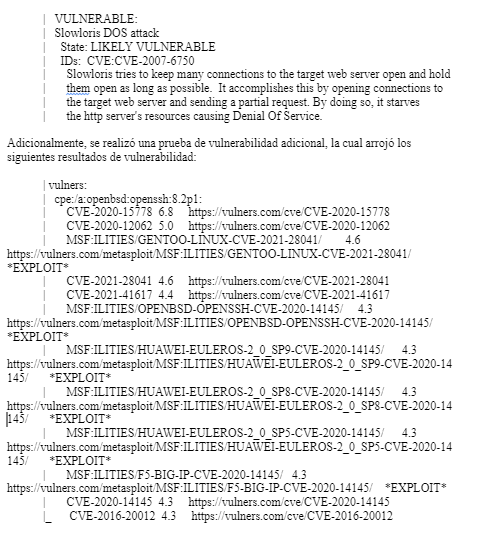 | VULNERABLE:
| Slowloris DOS attack
| State: LIKELY VULNERABLE
| IDs: CVE:CVE-2007-6750
| Slowloris tries to keep many connections to the target web server open and hold
| them open as long as possible. It accomplishes this by opening connections to
| the target web server and sending a partial request. By doing so, it starves
| the http server's resources causing Denial Of Service.
Adicionalmente, se realizó una prueba de vulnerabilidad adicional, la cual arrojó los
siguientes resultados de vulnerabilidad:
| vulners:
| cpe:/a:openbsd:openssh:8.2p1:
| CVE-2020-15778 6.8 https://vulners.com/cve/CVE-2020-15778
| CVE-2020-12062 5.0 https://vulners.com/cve/CVE-2020-12062
| MSF:ILITIES/GENTOO-LINUX-CVE-2021-28041/ 4.6
https://vulners.com/metasploit/MSF:ILITIES/GENTOO-LINUX-CVE-2021-28041/
*EXPLOIT*
| CVE-2021-28041 4.6 https://vulners.com/cve/CVE-2021-28041
| CVE-2021-41617 4.4 https://vulners.com/cve/CVE-2021-41617
| MSF:ILITIES/OPENBSD-OPENSSH-CVE-2020-14145/ 4.3
https://vulners.com/metasploit/MSF:ILITIES/OPENBSD-OPENSSH-CVE-2020-14145/
*EXPLOIT*
| MSF:ILITIES/HUAWEI-EULEROS-2_0_SP9-CVE-2020-14145/ 4.3
https://vulners.com/metasploit/MSF:ILITIES/HUAWEI-EULEROS-2_0_SP9-CVE-2020-14
145/ *EXPLOIT*
| MSF:ILITIES/HUAWEI-EULEROS-2_0_SP8-CVE-2020-14145/ 4.3
https://vulners.com/metasploit/MSF:ILITIES/HUAWEI-EULEROS-2_0_SP8-CVE-2020-14
145/ *EXPLOIT*
| MSF:ILITIES/HUAWEI-EULEROS-2_0_SP5-CVE-2020-14145/ 4.3
https://vulners.com/metasploit/MSF:ILITIES/HUAWEI-EULEROS-2_0_SP5-CVE-2020-14
145/ *EXPLOIT*
| MSF:ILITIES/F5-BIG-IP-CVE-2020-14145/ 4.3
https://vulners.com/metasploit/MSF:ILITIES/F5-BIG-IP-CVE-2020-14145/ *EXPLOIT*
| CVE-2020-14145 4.3 https://vulners.com/cve/CVE-2020-14145
|_ CVE-2016-20012 4.3 https://vulners.com/cve/CVE-2016-20012